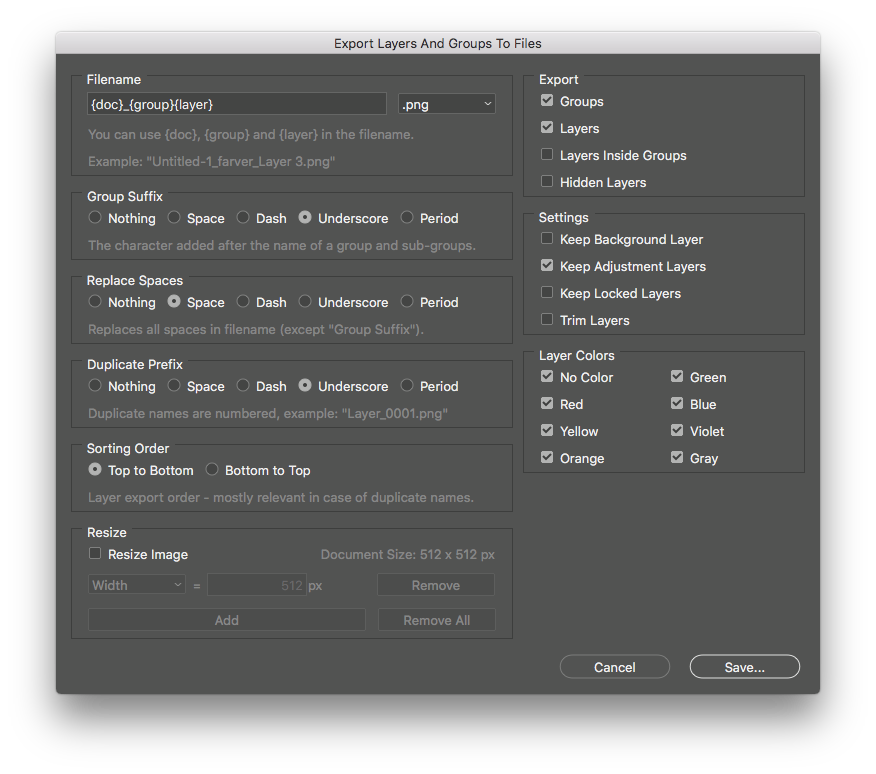 Export Layers And Groups To Files
Filename
{doc}_{group}{layer} .png
You can use {doc}, {group} and {layer} in the filename.
Example: "Untitled-1_farver_Layer 3.png"
Group Suffix
Nothing Space Dash Underscore Period
The character added after the name of a group and sub-groups.
Replace Spaces
Nothing Space Dash Underscore Period
Replaces all spaces in filename (except "Group Suffix").
Duplicate Prefix
Nothing Space Dash Underscore Period
Duplicate names are numbered, example: "Layer_0001.png"
Sorting Order
Top to Bottom Bottom to Top
Layer export order - mostly relevant in case of duplicate names.
Resize
Resize Image Document Size: 512 x 512 px
Width = 512 px Remove
Add Remove All
Export
Groups
Layers
Layers Inside Groups
Hidden Layers
Settings
Keep Background Layer
Keep Adjustment Layers
Keep Locked Layers
Trim Layers
Layer Colors
No Color Green
Red Blue
Yellow Violet
Orange Gray
Cancel Save...